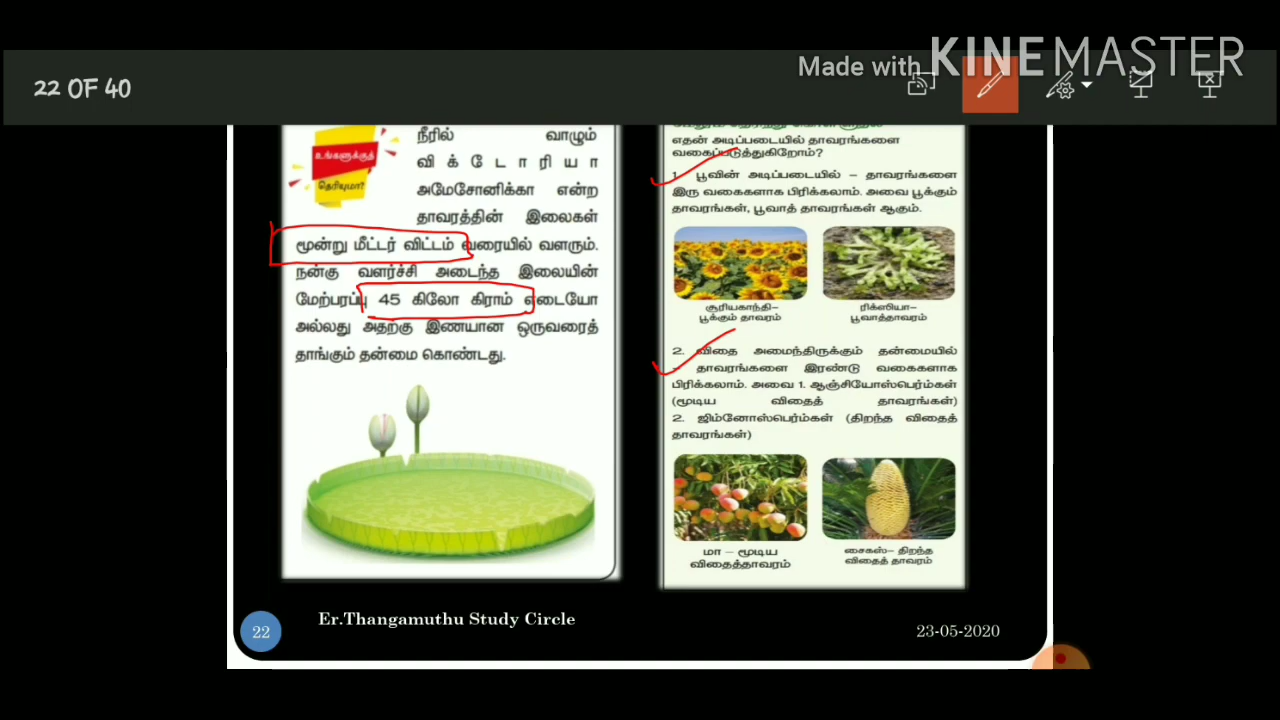 Made with KINEMASTER
22 OF 40
உங்களுக்குத்
தெரியுமா?
நீரில் வாழும்
விக்டோரியா
அமேசோனிக்கா என்ற
தாவரத்தின் இலைகள்
மூன்று மீட்டர் விட்டம் வரையில் வளரும்.
நன்கு வளர்ச்சி அடைந்த இலையின்
மேற்பரப்பு 45 கிலோ கிராம் எடையோ
அல்லது அதற்கு இணயான ஒருவரைத்
தாங்கும் தன்மை கொண்டது.
எதன் அடிப்படையில் தாவரங்களை
வகைப்படுத்துகிறோம்?
1. பூவின் அடிப்படையில் – தாவரங்களை
இரு வகைகளாக பிரிக்கலாம். அவை பூக்கும்
தாவரங்கள், பூவாத் தாவரங்கள் ஆகும்.
சூரியகாந்தி–
பூக்கும் தாவரம்
ரிக்ஸியா–
பூவாத்தாவரம்
2. விதை அமைந்திருக்கும் தன்மையில்
– தாவரங்களை இரண்டு வகைகளாக
பிரிக்கலாம். அவை 1. ஆஞ்சியோஸ்பெர்ம்கள்
(மூடிய விதைத் தாவரங்கள்)
2. ஜிம்னோஸ்பெர்ம்கள் (திறந்த விதைத்
தாவரங்கள்)
மா – மூடிய
விதைத்தாவரம்
சைகஸ்– திறந்த
விதைத் தாவரம்
Er.Thangamuthu Study Circle
22
23-05-2020